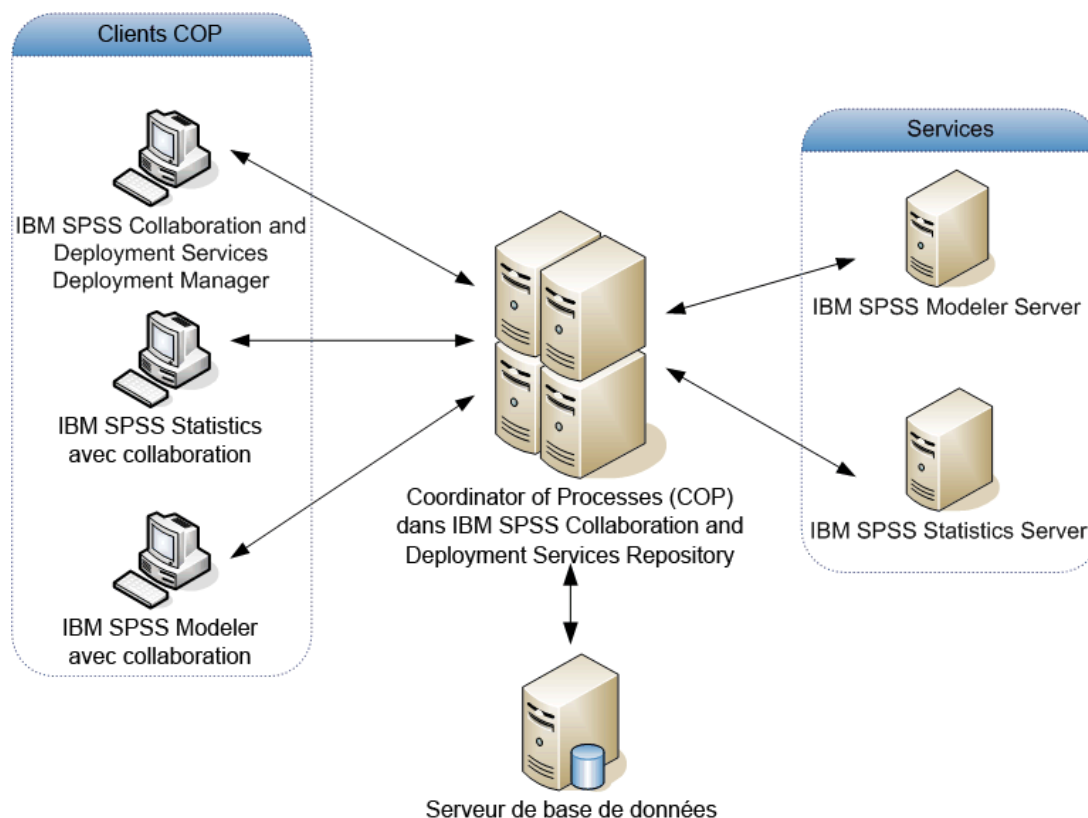 Clients COP
IBM SPSS Collaboration and
Deployment Services
Deployment Manager
IBM SPSS Statistics
avec collaboration
IBM SPSS Modeler
avec collaboration
Coordinator of Processes (COP)
dans IBM SPSS Collaboration and
Deployment Services Repository
Serveur de base de données
Services
IBM SPSS Modeler Server
IBM SPSS Statistics Server